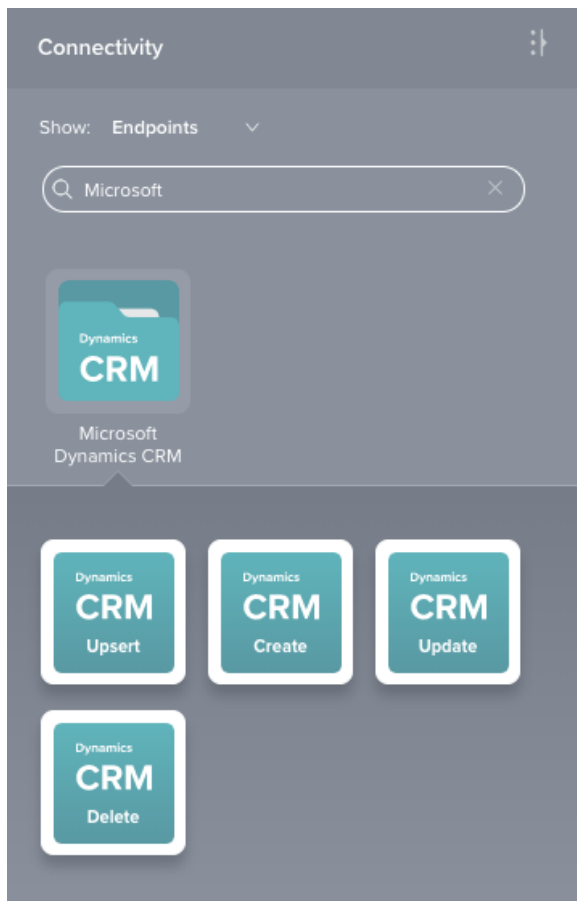 Connectivity
Show: Endpoints
Microsoft
Dynamics
CRM
Microsoft
Dynamics CRM
Dynamics
CRM
Upsert
Dynamics
CRM
Create
Dynamics
CRM
Update
Dynamics
CRM
Delete